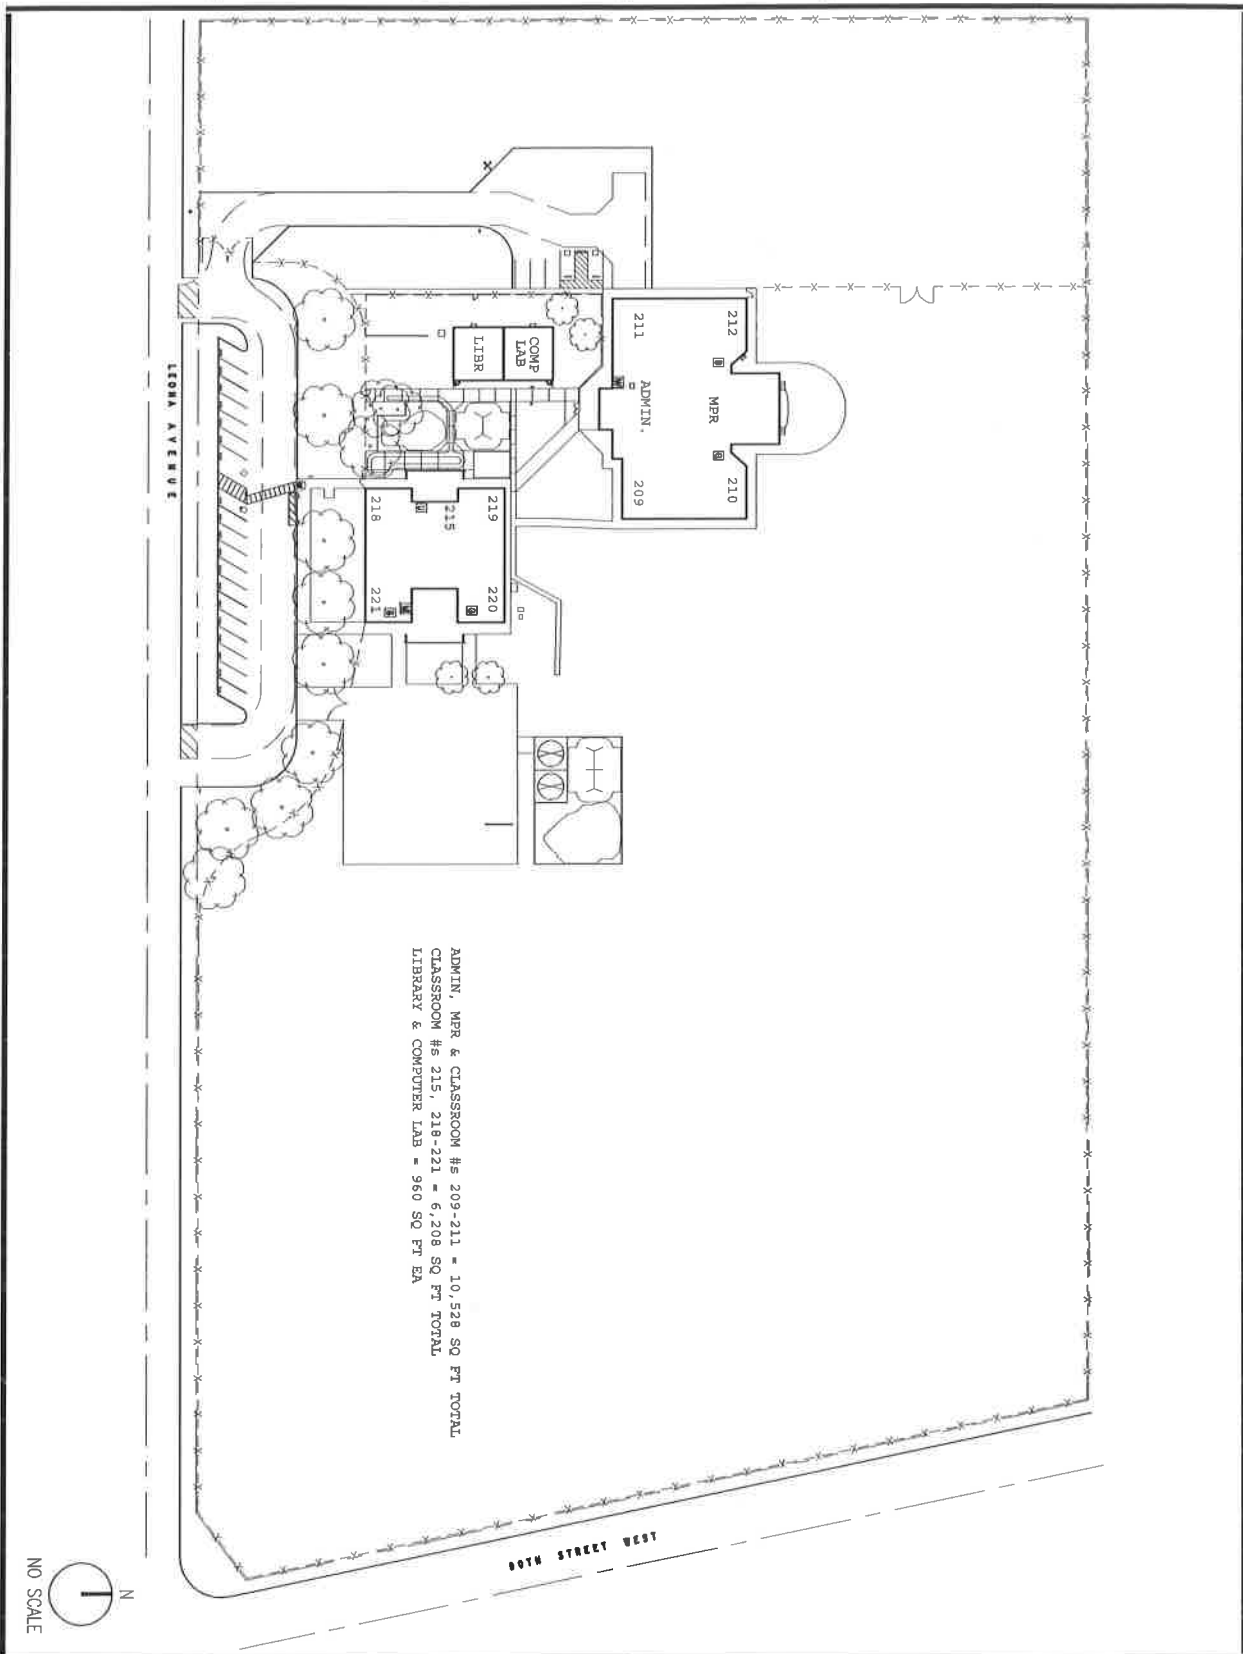 212
MPR
210
211
ADMIN.
209
COMP
LAB
LIBR
219
220
215
218
221
ADMIN, MPR & CLASSROOM #s 209-211 = 10,528 SQ FT TOTAL
CLASSROOM #s 215, 218-221 = 6,208 SQ FT TOTAL
LIBRARY & COMPUTER LAB = 960 SQ FT EA
90TH STREET WEST
LEONA AVENUE
N
NO SCALE